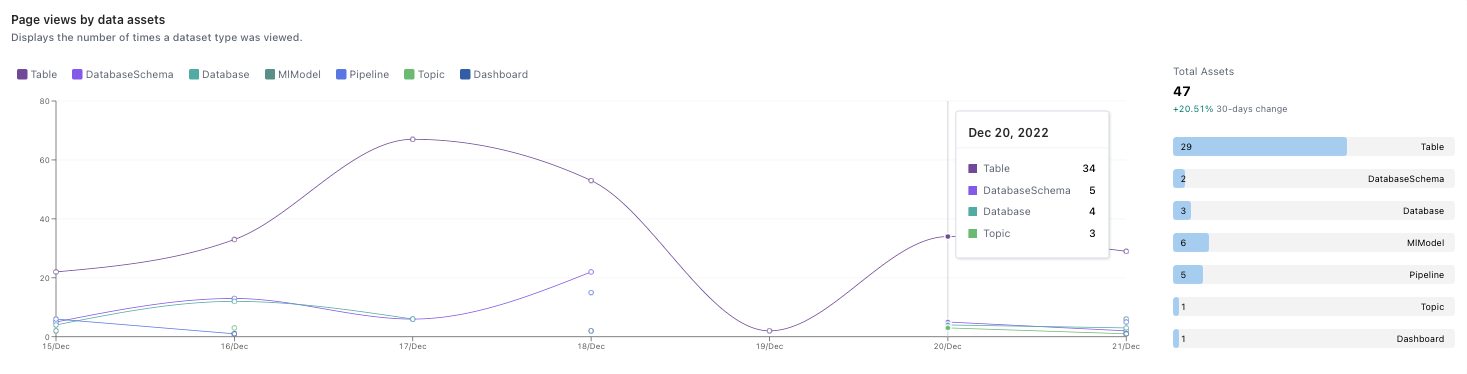 Page views by data assets
Displays the number of times a dataset type was viewed.
Table DatabaseSchema Database MlModel Pipeline Topic Dashboard
80
60
40
20
0
15/Dec 16/Dec 17/Dec 18/Dec 19/Dec 20/Dec 21/Dec
Dec 20, 2022
Table 34
DatabaseSchema 5
Database 4
Topic 3
Total Assets
47
+20.51% 30-days change
29 Table
2 DatabaseSchema
3 Database
6 MlModel
5 Pipeline
1 Topic
1 Dashboard